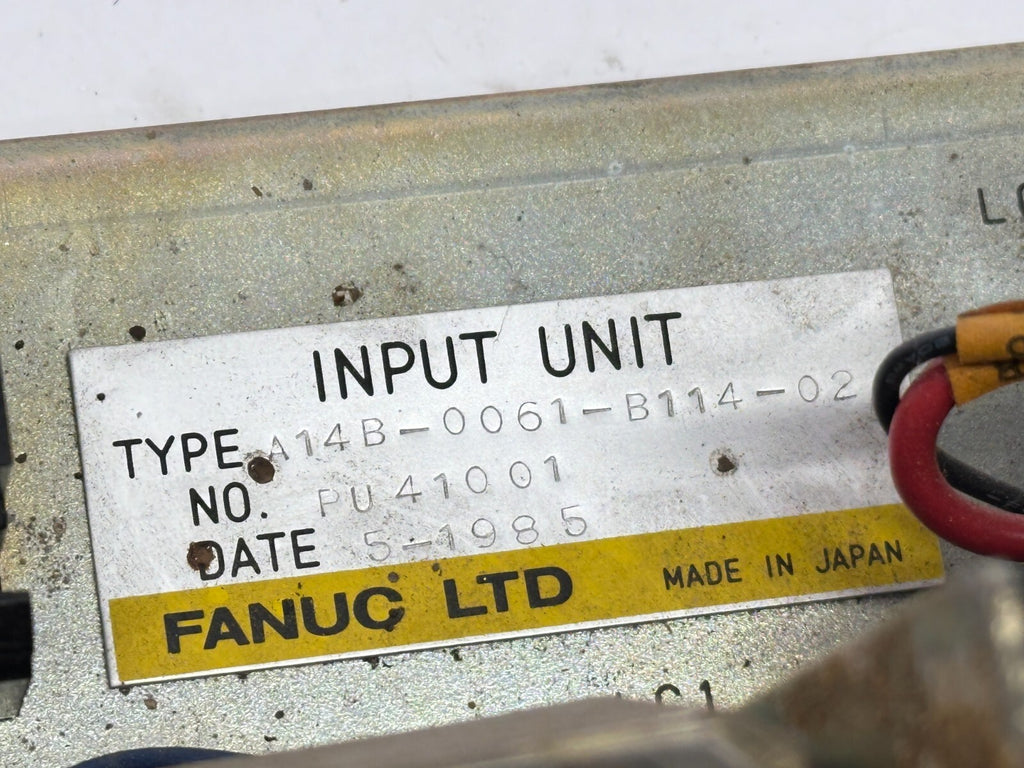 INPUT UNIT
TYPE A14B-0061-B114-02
NO. PU41001
DATE 5-1985
FANUC LTD MADE IN JAPAN